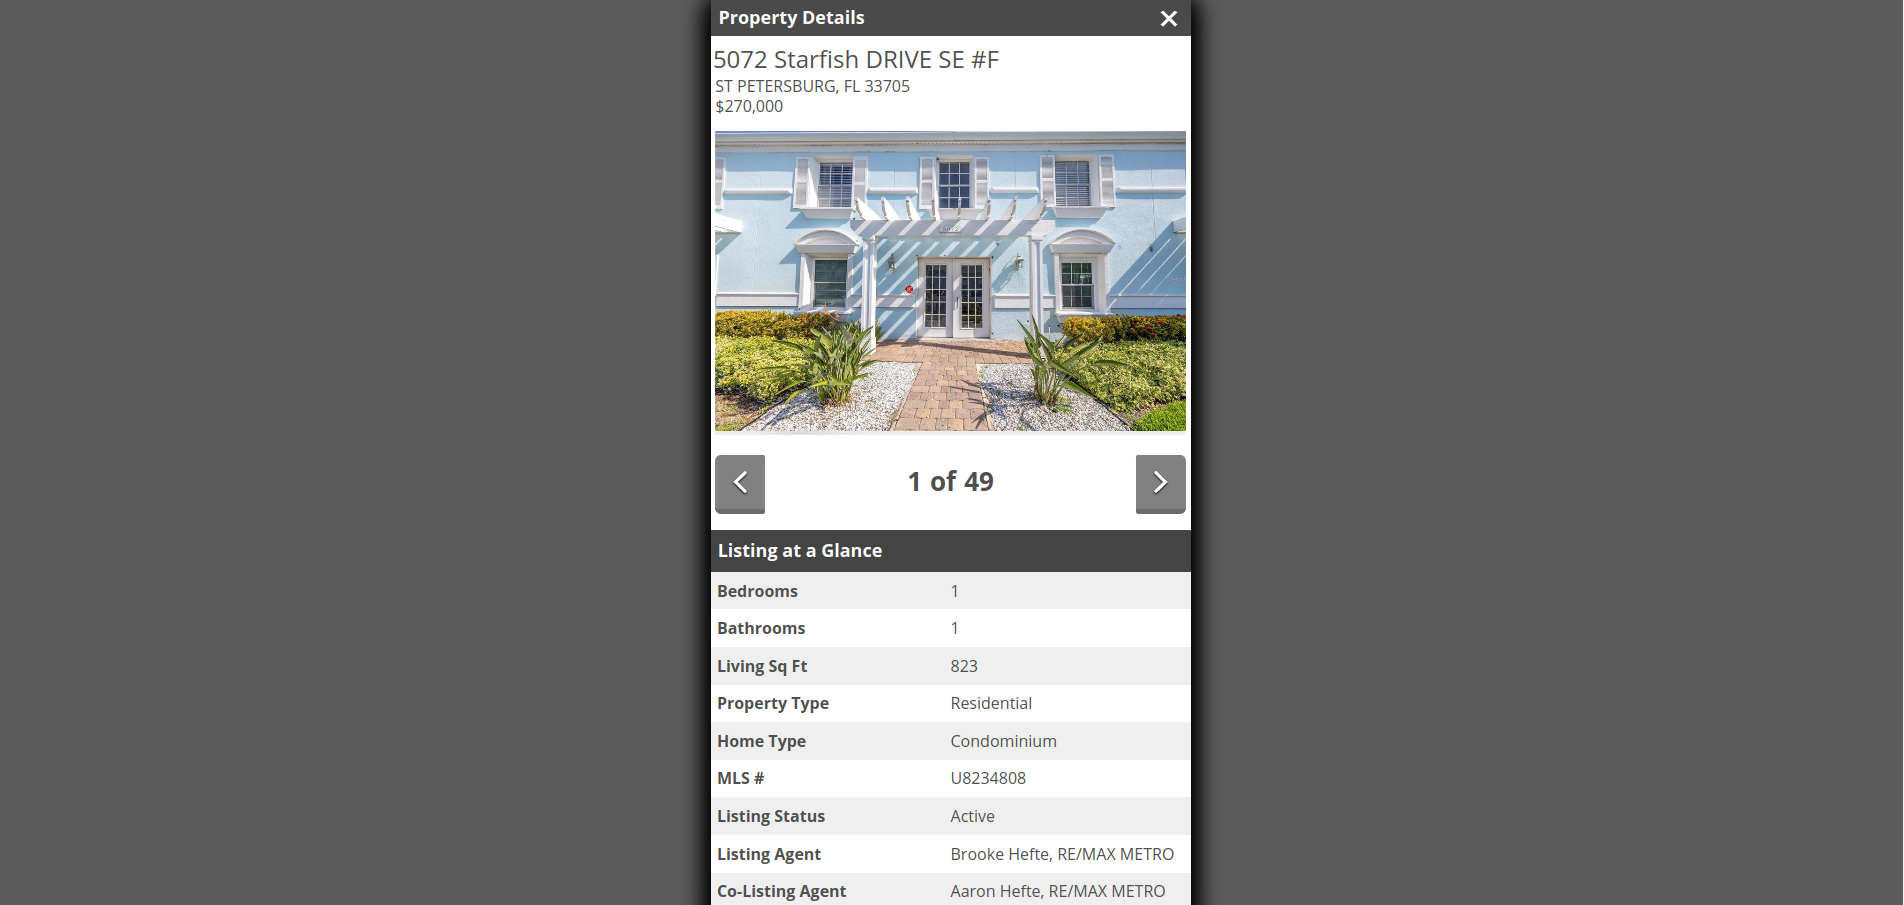 Property Details
5072 Starfish DRIVE SE #F
ST PETERSBURG, FL 33705
$270,000
1 of 49
Listing at a Glance
Bedrooms 1
Bathrooms 1
Living Sq Ft 823
Property Type Residential
Home Type Condominium
MLS # U8234808
Listing Status Active
Listing Agent Brooke Hefte, RE/MAX METRO
Co-Listing Agent Aaron Hefte, RE/MAX METRO